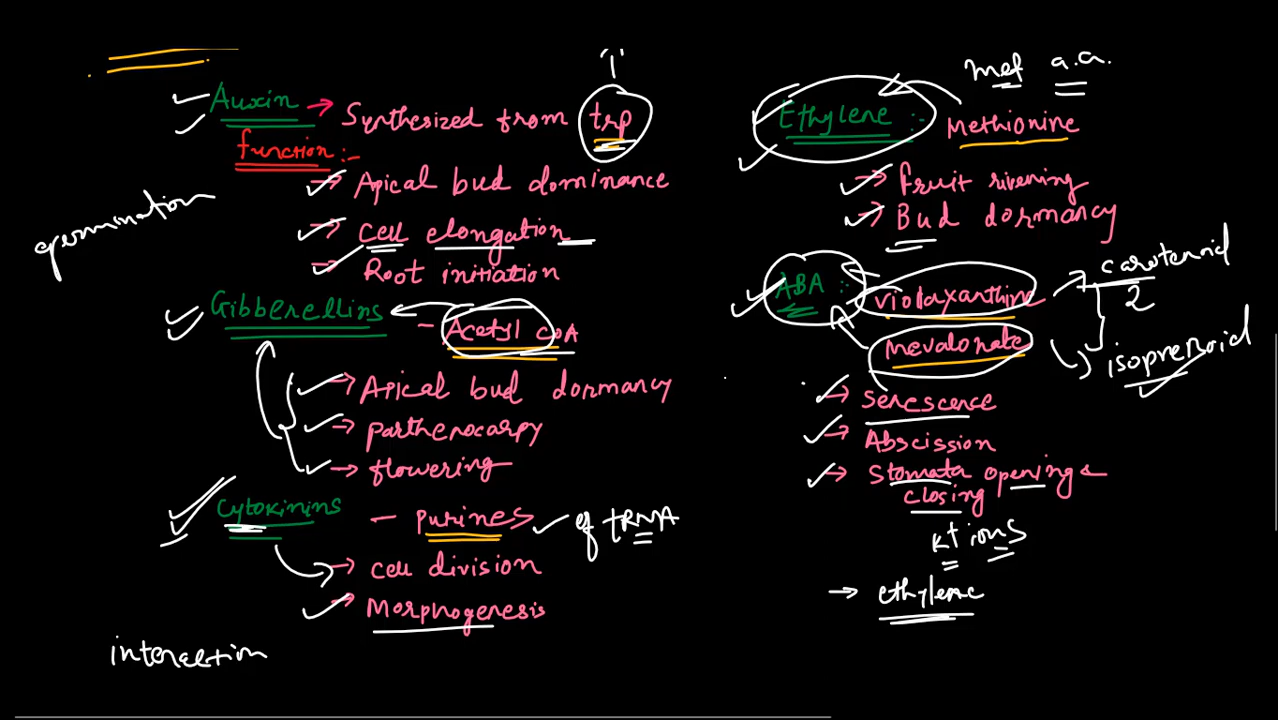 Auxin → Synthesized from trp
T
function :-
→ Apical bud dominance
→ Cell elongation
→ Root initiation
germination
Gibberellins - Acetyl coA
→ Apical bud dormancy
→ parthenocarpy
→ flowering
Cytokinins - purines of tRNA
→ cell division
→ Morphogenesis
interaction
met a.a.
Ethylene :- Methionine
→ fruit rivening
→ Bud dormancy
ABA :- violaxanthine carotenoid
2
mevalonate isoprenoid
→ Senescence
→ Abscission
→ Stomata opening &
closing
K+ ions
→ ethylene